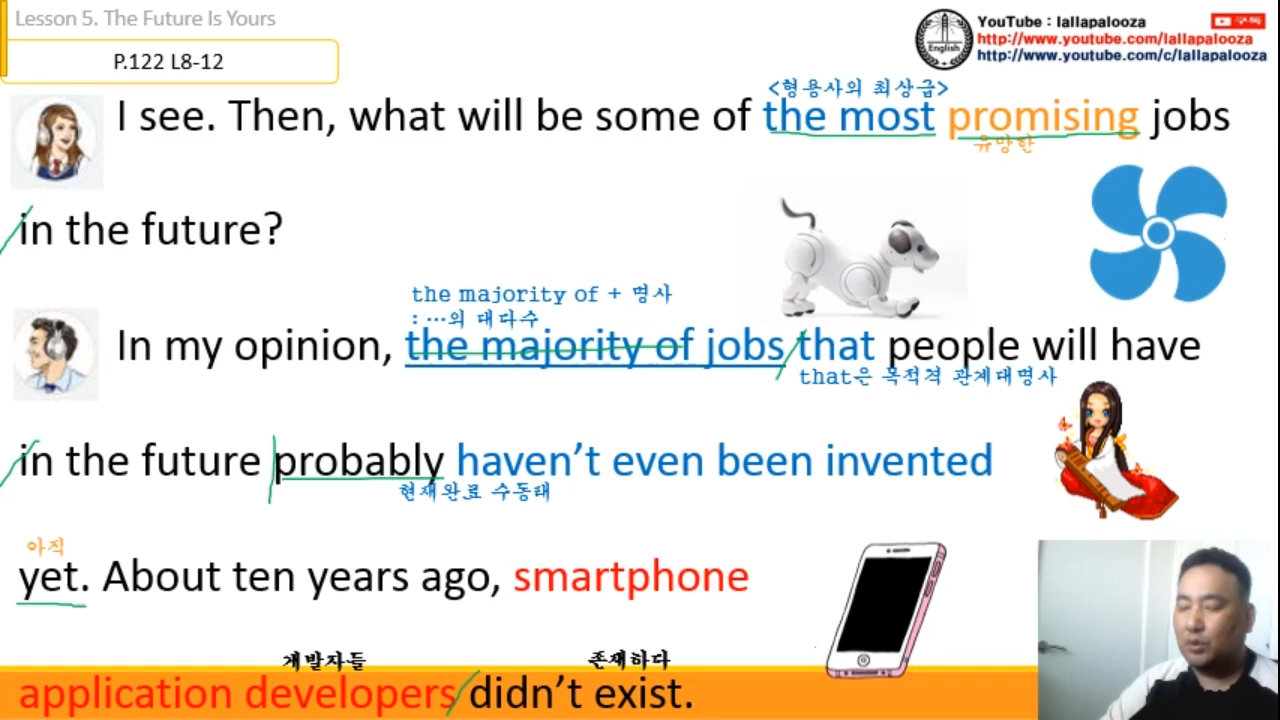 Lesson 5. The Future Is Yours
P.122 L8-12
English
YouTube : lallapalooza
구독
http://www.youtube.com/lallapalooza
http://www.youtube.com/c/lallapalooza
<형용사의 최상급>
I see. Then, what will be some of the most promising jobs
유망한
in the future?
the majority of + 명사
: …의 대다수
In my opinion, the majority of jobs that people will have
that은 목적격 관계대명사
in the future probably haven’t even been invented
현재완료 수동태
아직
yet. About ten years ago, smartphone
개발자들 존재하다
application developers didn’t exist.